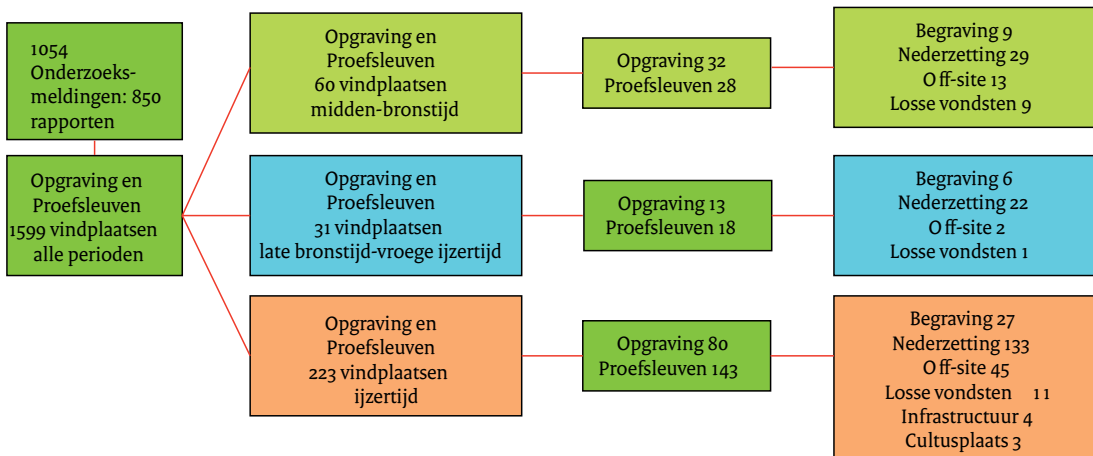 1054
Onderzoeks-
meldingen: 850
rapporten
Opgraving en
Proefsleuven
1599 vindplaatsen
alle perioden
Opgraving en
Proefsleuven
60 vindplaatsen
midden-bronstijd
Opgraving 32
Proefsleuven 28
Begraving 9
Nederzetting 29
Off-site 13
Losse vondsten 9
Opgraving en
Proefsleuven
31 vindplaatsen
late bronstijd-vroege ijzertijd
Opgraving 13
Proefsleuven 18
Begraving 6
Nederzetting 22
Off-site 2
Losse vondsten 1
Opgraving en
Proefsleuven
223 vindplaatsen
ijzertijd
Opgraving 80
Proefsleuven 143
Begraving 27
Nederzetting 133
Off-site 45
Losse vondsten 11
Infrastructuur 4
Cultusplaats 3